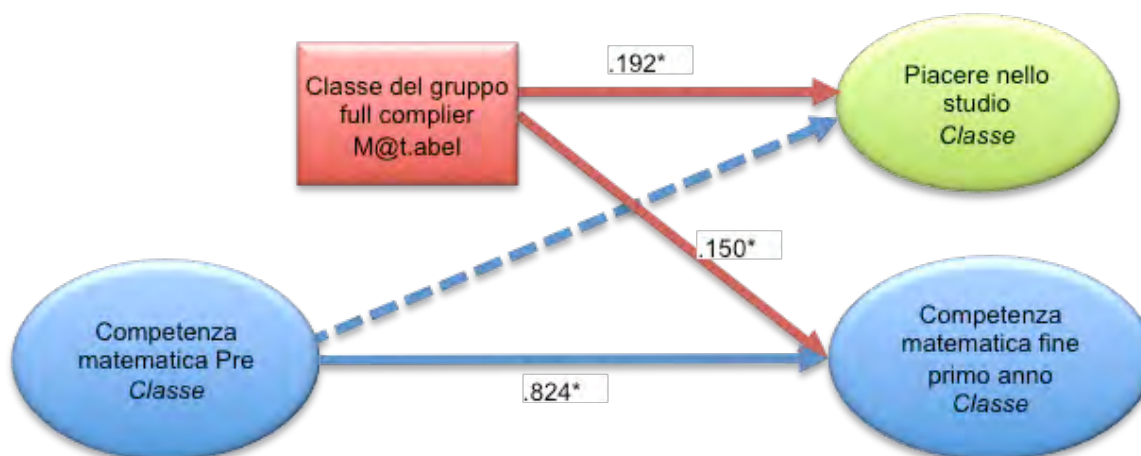 Classe del gruppo
full complier
M@t.abel
.192*
Piacere nello
studio
Classe
.150*
Competenza
matematica Pre
Classe
.824*
Competenza
matematica fine
primo anno
Classe